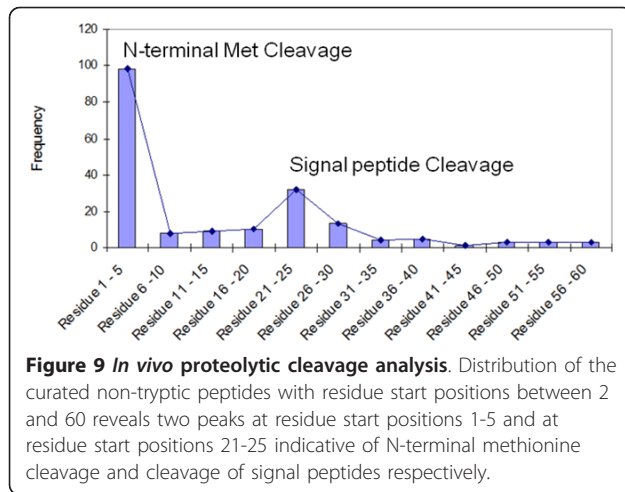 120
N-terminal Met Cleavage
100
80
60
40
20
0
Frequency
Signal peptide Cleavage
Residue 1 - 5
Residue 6 -10
Residue 11 - 15
Residue 16 - 20
Residue 21 - 25
Residue 26 - 30
Residue 31 - 35
Residue 36 - 40
Residue 41 - 45
Residue 46 - 50
Residue 51 - 55
Residue 56 - 60
Figure 9 In vivo proteolytic cleavage analysis. Distribution of the
curated non-tryptic peptides with residue start positions between 2
and 60 reveals two peaks at residue start positions 1-5 and at
residue start positions 21-25 indicative of N-terminal methionine
cleavage and cleavage of signal peptides respectively.